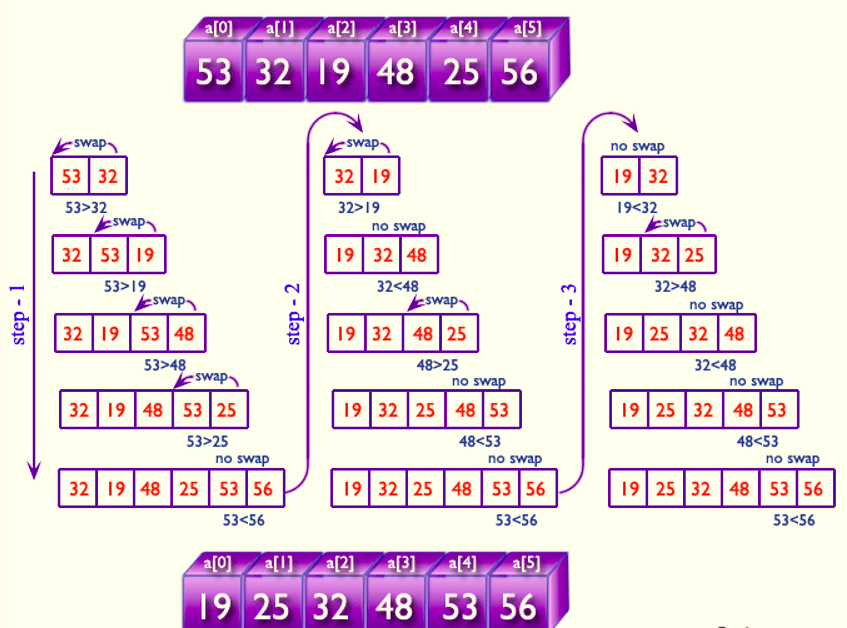 a[0] a[1] a[2] a[3] a[4] a[5]
53 32 19 48 25 56
step - 1
swap
53 32
53>32
swap
32 53 19
53>19
swap
32 19 53 48
53>48
swap
32 19 48 53 25
53>25
no swap
32 19 48 25 53 56
53<56
step - 2
swap
32 19
32>19
no swap
19 32 48
32<48
swap
19 32 48 25
48>25
no swap
19 32 25 48 53
48<53
no swap
19 32 25 48 53 56
53<56
step - 3
no swap
19 32
19<32
swap
19 32 25
32>48
no swap
19 25 32 48
32<48
no swap
19 25 32 48 53
48<53
no swap
19 25 32 48 53 56
53<56
a[0] a[1] a[2] a[3] a[4] a[5]
19 25 32 48 53 56